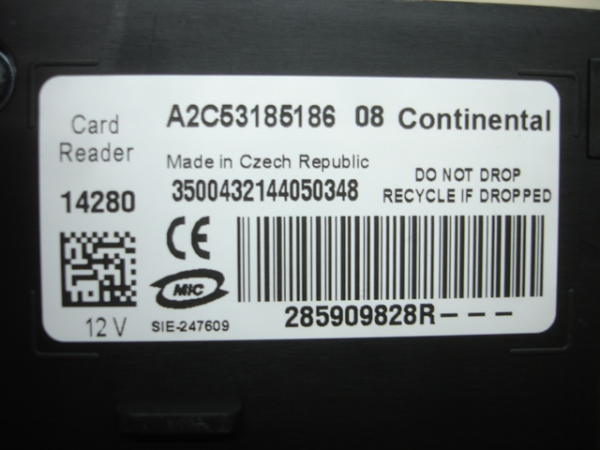 Card
Reader
14280
12 V
A2C53185186 08 Continental
Made in Czech Republic
3500432144050348
DO NOT DROP
RECYCLE IF DROPPED
CE
MIC
SIE-247609
285909828R---